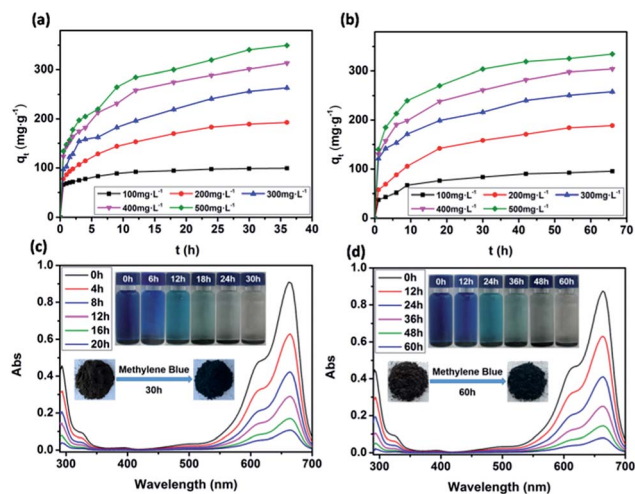 (a)
qt (mg·g-1)
300
200
100
0
100mg·L-1 200mg·L-1 300mg·L-1
400mg·L-1 500mg·L-1
0 5 10 15 20 25 30 35 40
t (h)
(b)
qt (mg·g-1)
300
200
100
0
100mg·L-1 200mg·L-1 300mg·L-1
400mg·L-1 500mg·L-1
0 10 20 30 40 50 60 70
t (h)
(c)
Abs
1.0
0.8
0.6
0.4
0.2
0.0
0h
4h
8h
12h
16h
20h
0h 6h 12h 18h 24h 30h
Methylene Blue
30h
300 400 500 600 700
Wavelength (nm)
(d)
Abs
1.0
0.8
0.6
0.4
0.2
0.0
0h
12h
24h
36h
48h
60h
0h 12h 24h 36h 48h 60h
Methylene Blue
60h
300 400 500 600 700
Wavelength (nm)